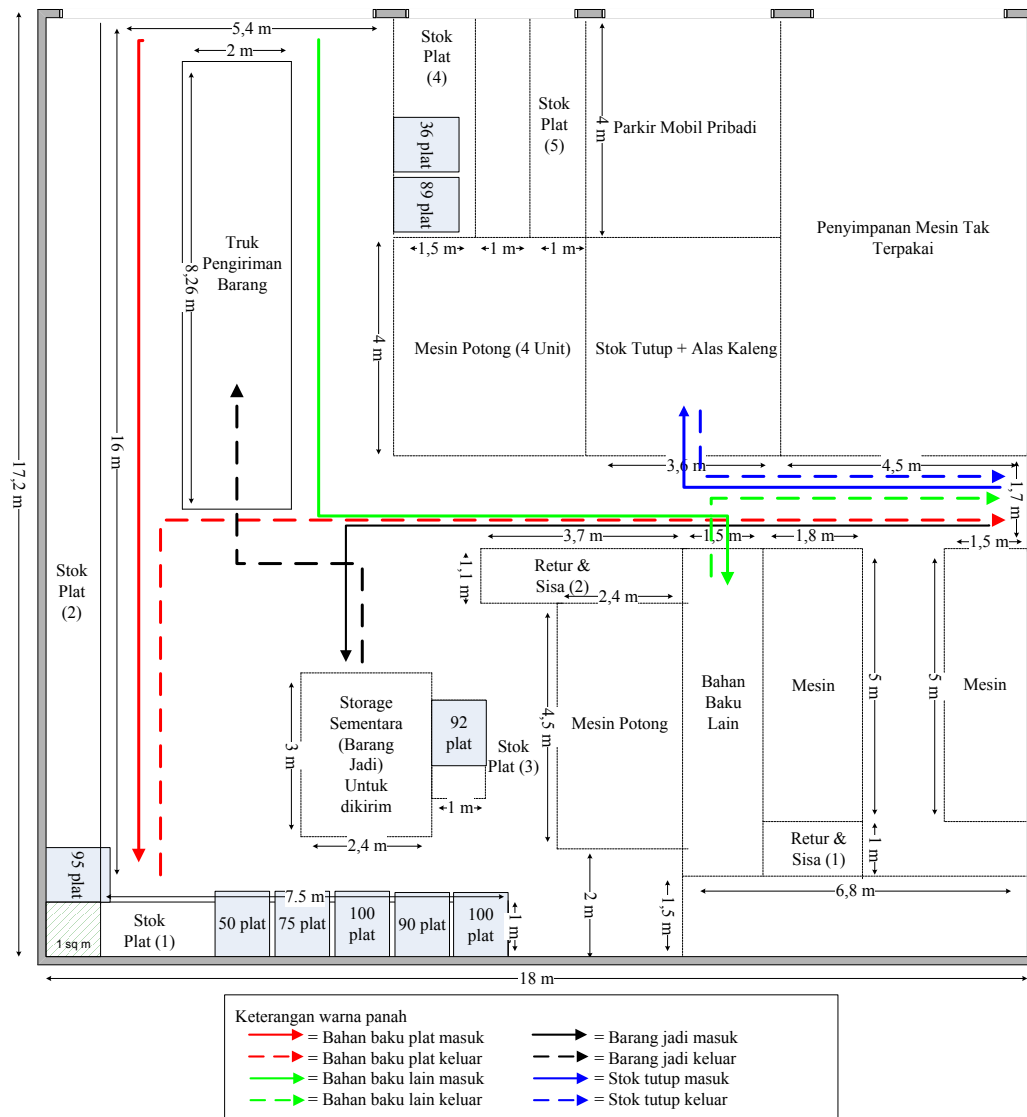 5,4 m
2 m
Stok
Plat
(4)
Stok
Plat
(5)
4 m
Parkir Mobil Pribadi
36 plat
89 plat
Penyimpanan Mesin Tak
Terpakai
Truk
Pengiriman
Barang
8,26 m
1,5 m
1 m
1 m
4 m
Mesin Potong (4 Unit)
Stok Tutup + Alas Kaleng
16 m
17,2 m
3,6 m
4,5 m
1,7 m
3,7 m
1,5 m
1,8 m
1,5 m
Stok
Plat
(2)
1,1 m
Retur &
Sisa (2)
2,4 m
Storage
Sementara
(Barang
Jadi)
Untuk
dikirim
3 m
2,4 m
92
plat
Stok
Plat (3)
1 m
4,5 m
Mesin Potong
Bahan
Baku
Lain
Mesin
5 m
5 m
Mesin
Retur &
Sisa (1)
1 m
95 plat
7.5 m
2 m
1,5 m
6,8 m
1 sq m
Stok
Plat (1)
50 plat
75 plat
100
plat
90 plat
100
plat
1 m
18 m
Keterangan warna panah
= Bahan baku plat masuk
= Bahan baku plat keluar
= Bahan baku lain masuk
= Bahan baku lain keluar
= Barang jadi masuk
= Barang jadi keluar
= Stok tutup masuk
= Stok tutup keluar